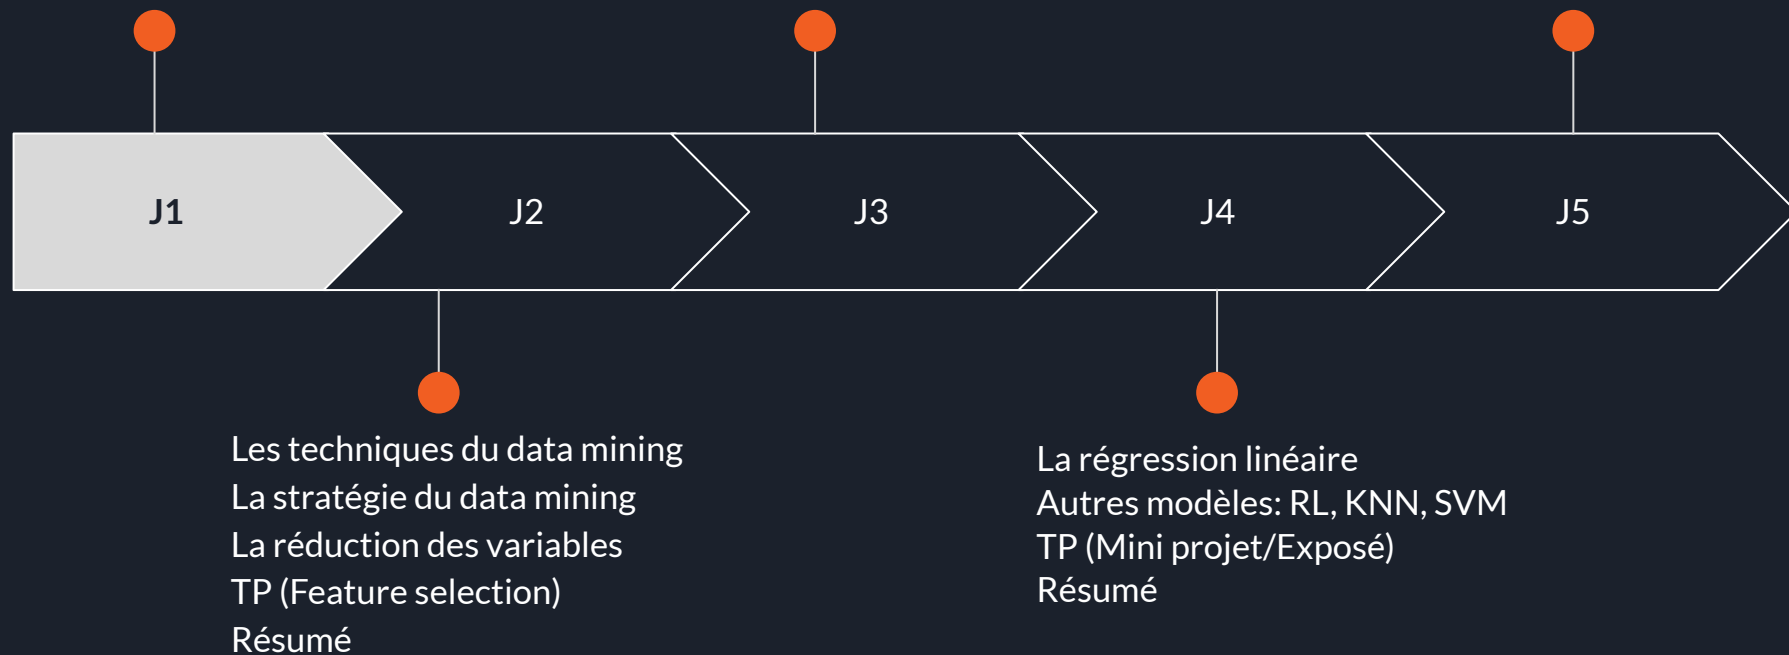 J1
J2
J3
J4
J5
Les techniques du data mining
La stratégie du data mining
La réduction des variables
TP (Feature selection)
Résumé
La régression linéaire
Autres modèles: RL, KNN, SVM
TP (Mini projet/Exposé)
Résumé